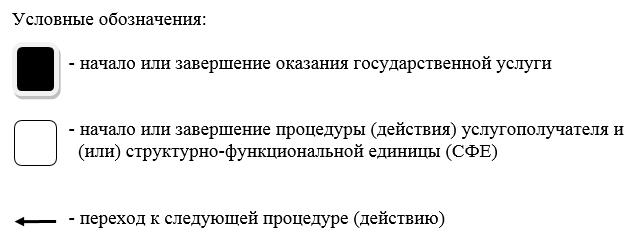 Условные обозначения:
- начало или завершение оказания государственной услуги
- начало или завершение процедуры (действия) услугополучателя и
(или) структурно-функциональной единицы (СФЕ)
- переход к следующей процедуре (действию)